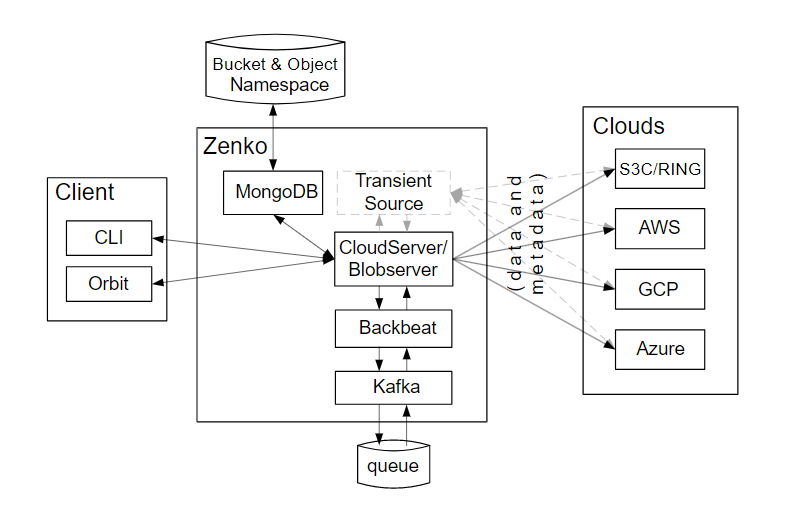 Bucket & Object
Namespace
Zenko
MongoDB
Transient
Source
CloudServer/
Blobserver
Backbeat
Kafka
queue
Client
CLI
Orbit
(data and
metadata)
Clouds
S3C/RING
AWS
GCP
Azure